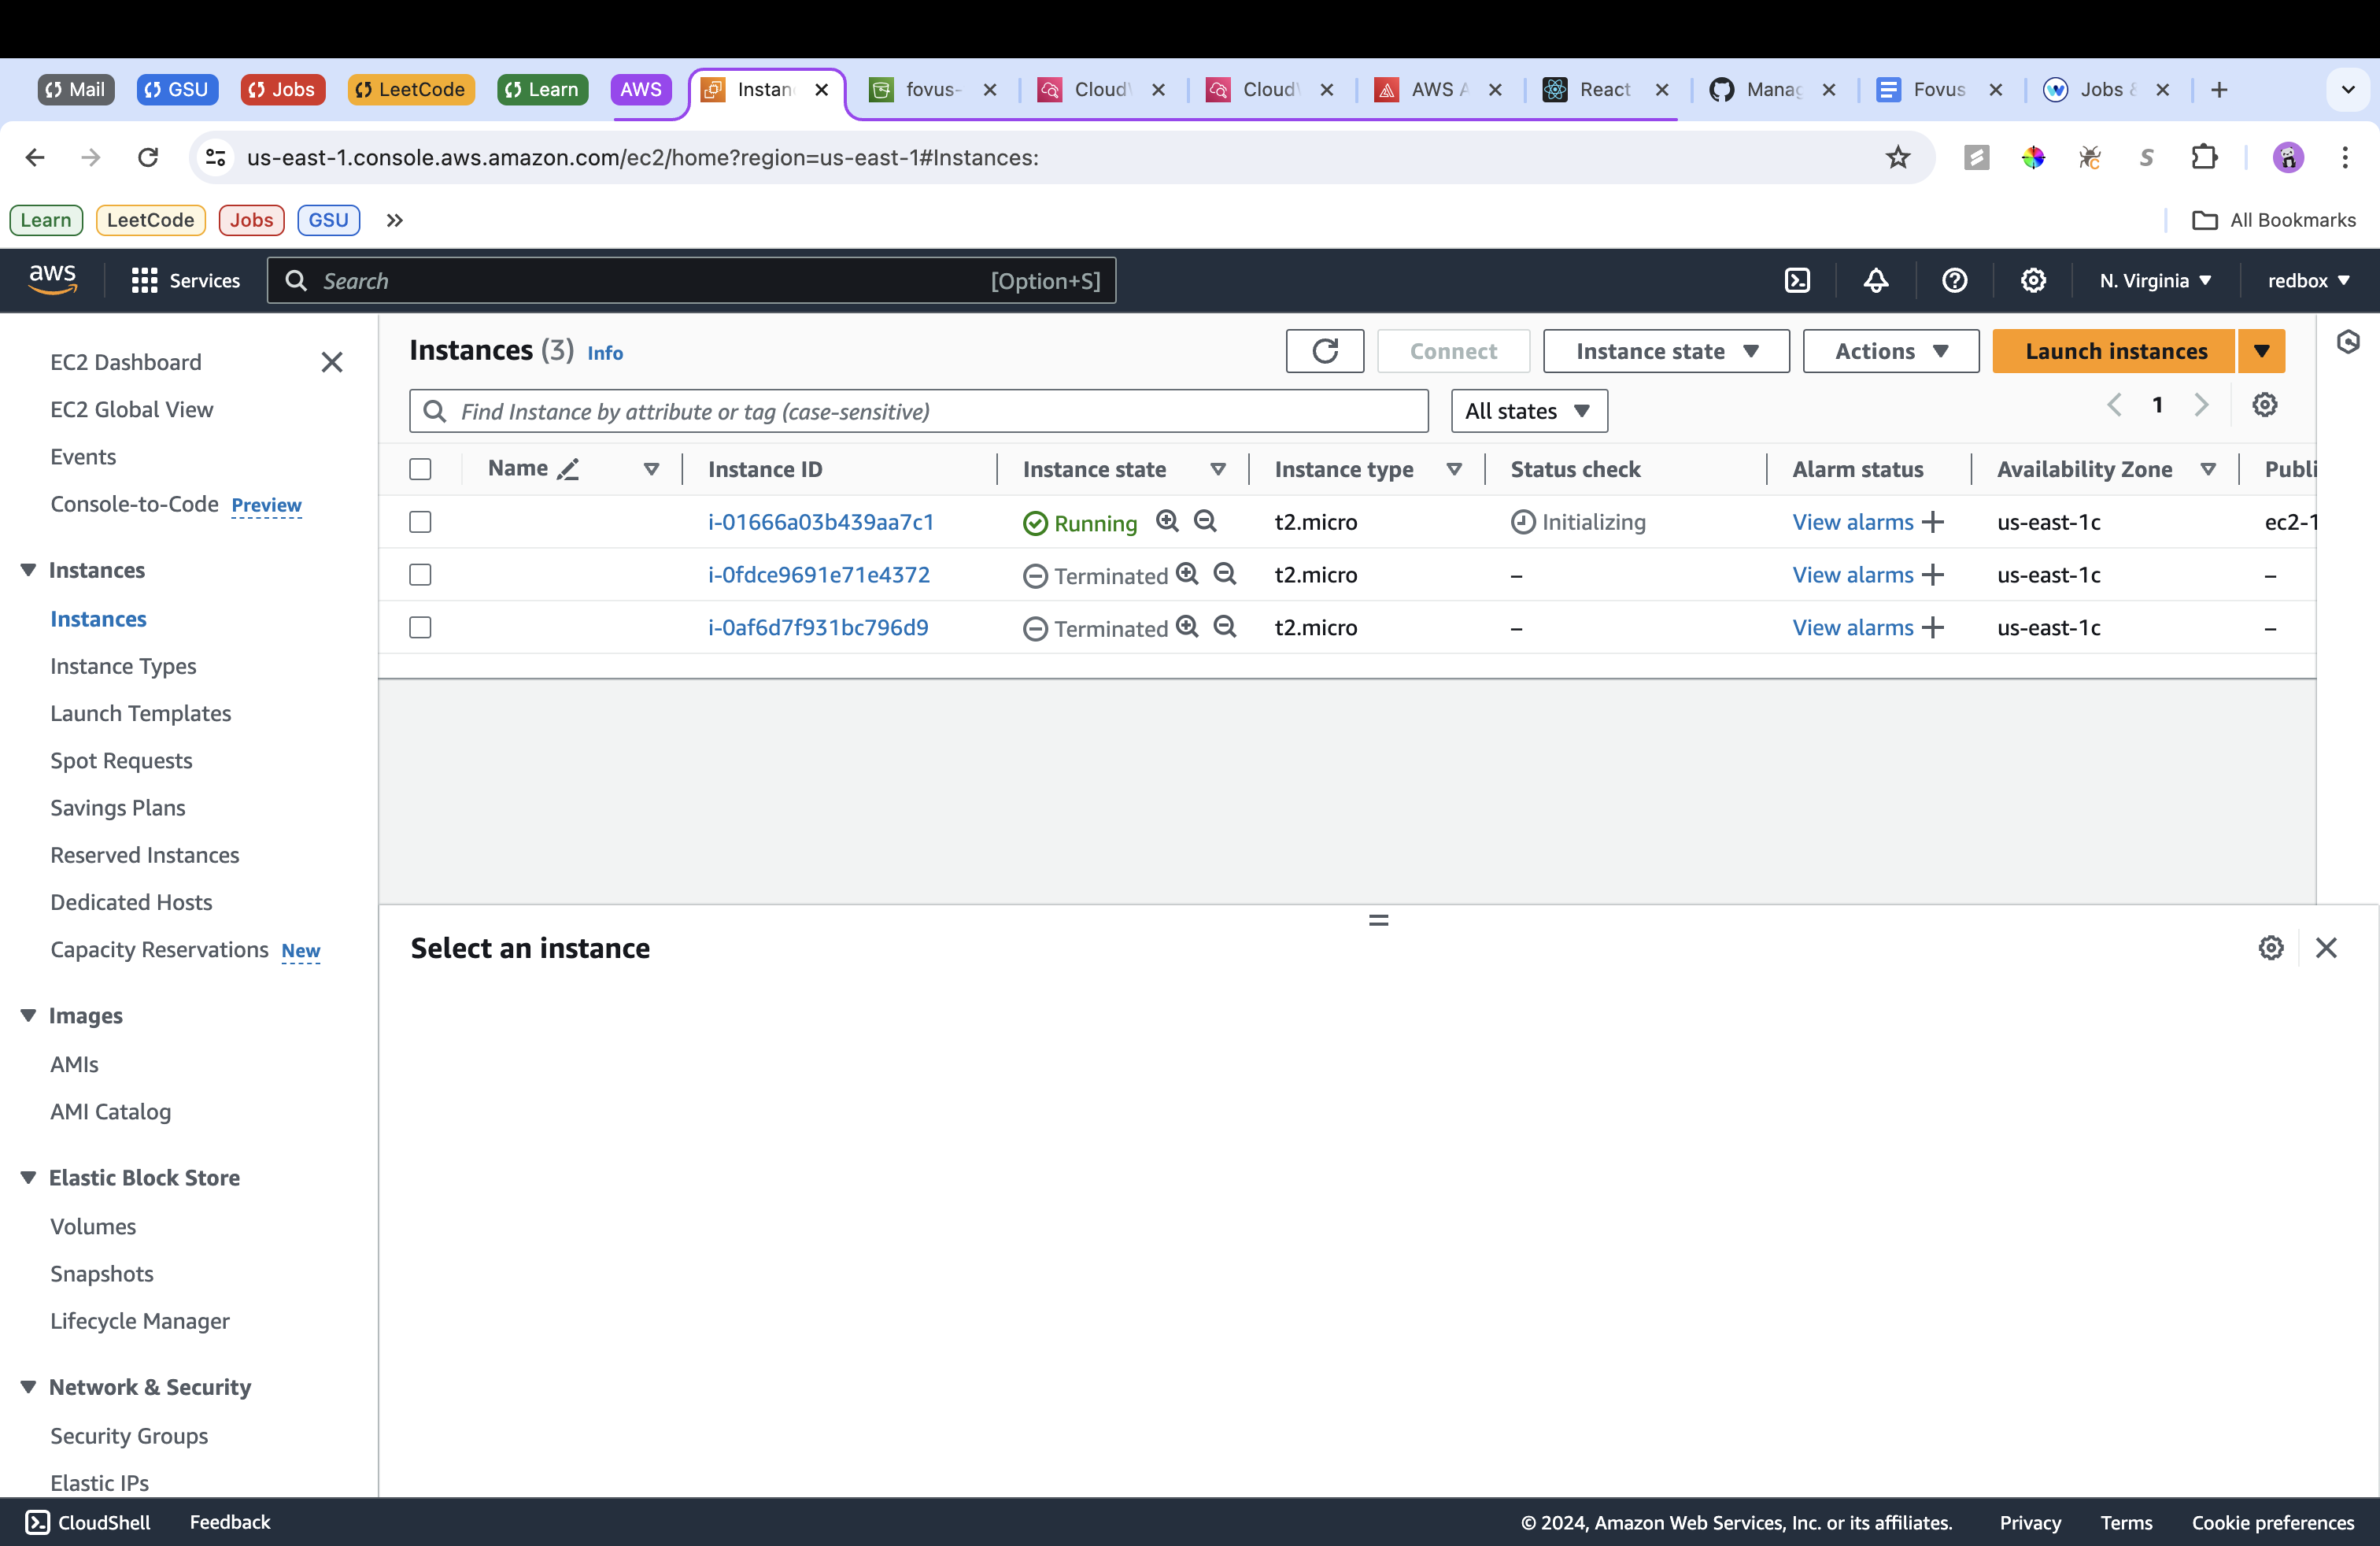 Mail GSU Jobs LeetCode Learn AWS Instan fovus- Cloud Cloud AWS A React Manag Fovus Jobs &
us-east-1.console.aws.amazon.com/ec2/home?region=us-east-1#Instances:
Learn LeetCode Jobs GSU » All Bookmarks
aws Services Search [Option+S] N. Virginia redbox
EC2 Dashboard
EC2 Global View
Events
Console-to-Code Preview
Instances
Instances
Instance Types
Launch Templates
Spot Requests
Savings Plans
Reserved Instances
Dedicated Hosts
Capacity Reservations New
Images
AMIs
AMI Catalog
Elastic Block Store
Volumes
Snapshots
Lifecycle Manager
Network & Security
Security Groups
Elastic IPs
Instances (3) Info Connect Instance state Actions Launch instances
Find Instance by attribute or tag (case-sensitive) All states 1
Name Instance ID Instance state Instance type Status check Alarm status Availability Zone Publi
i-01666a03b439aa7c1 Running t2.micro Initializing View alarms us-east-1c ec2-1
i-0fdce9691e71e4372 Terminated t2.micro – View alarms us-east-1c –
i-0af6d7f931bc796d9 Terminated t2.micro – View alarms us-east-1c –
Select an instance
CloudShell Feedback © 2024, Amazon Web Services, Inc. or its affiliates. Privacy Terms Cookie preferences